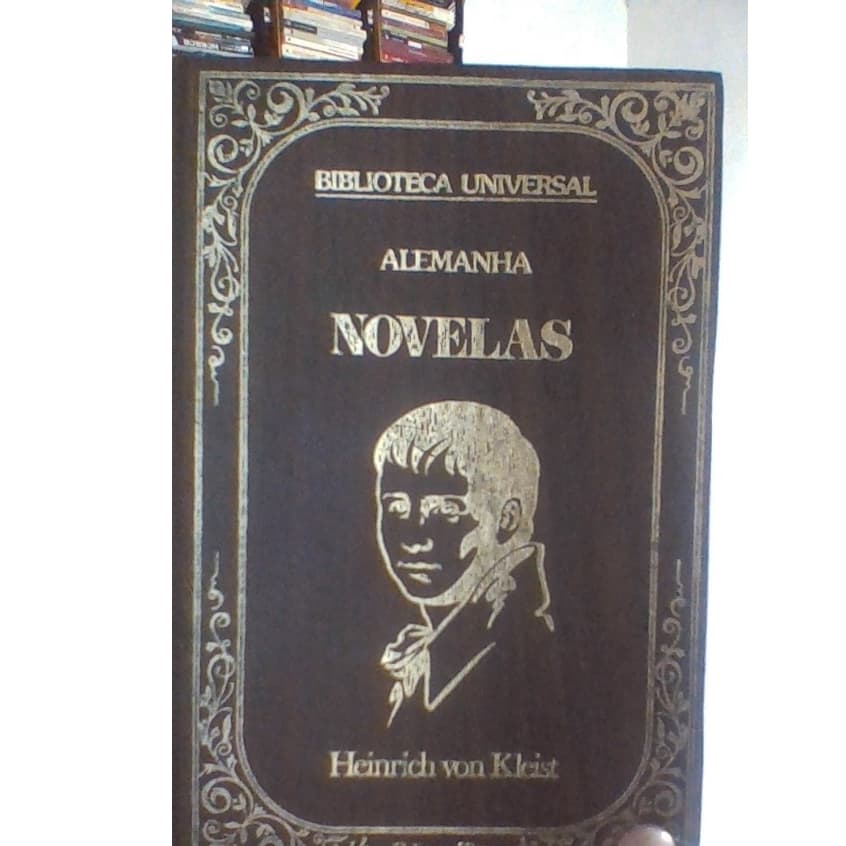 BIBLIOTECA UNIVERSAL
ALEMANHA
NOVELAS
Heinrich von Kleist